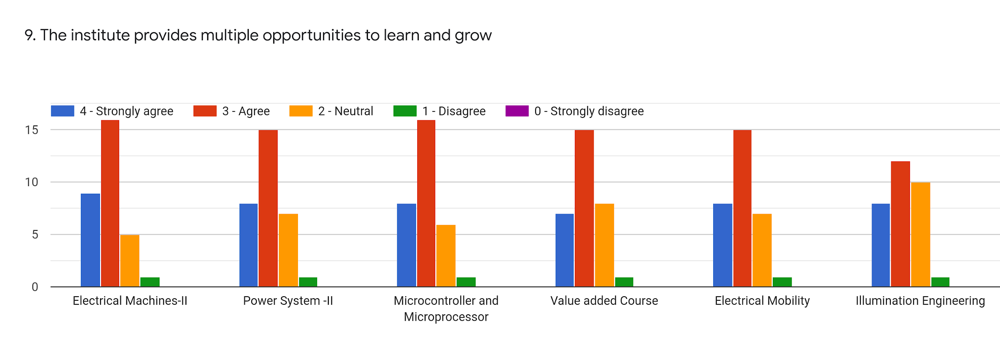 9. The institute provides multiple opportunities to learn and grow
4 - Strongly agree 3 - Agree 2 - Neutral 1 - Disagree 0 - Strongly disagree
15
10
5
0
Electrical Machines-II Power System -II Microcontroller and Value added Course Electrical Mobility Illumination Engineering
Microprocessor